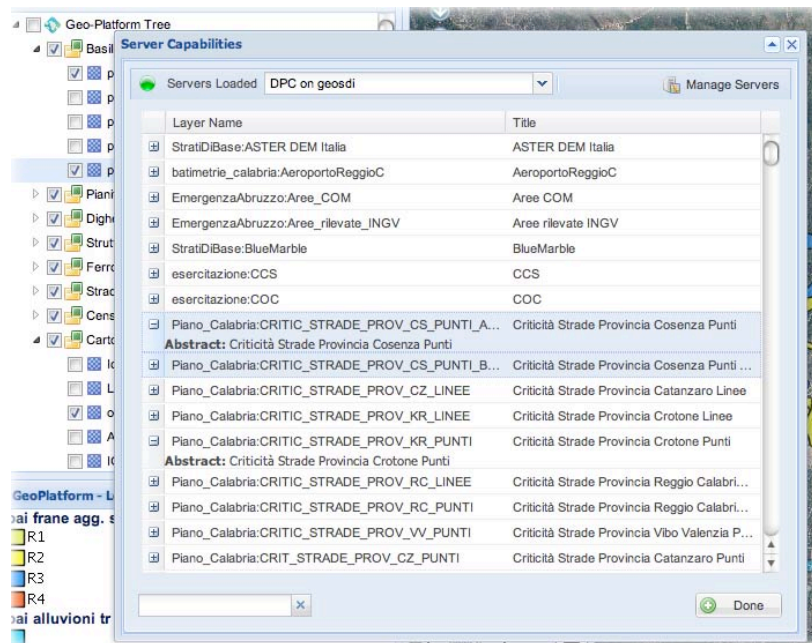 Geo-Platform Tree
Basil
Server Capabilities
Servers Loaded DPC on geosdi Manage Servers
Layer Name Title
StratiDiBase:ASTER DEM Italia ASTER DEM Italia
batimetrie_calabria:AeroportoReggioC AeroportoReggioC
EmergenzaAbruzzo:Aree_COM Aree COM
EmergenzaAbruzzo:Aree_rilevate_INGV Aree rilevate INGV
StratiDiBase:BlueMarble BlueMarble
esercitazione:CCS CCS
esercitazione:COC COC
Piano_Calabria:CRITIC_STRADE_PROV_CS_PUNTI_A... Criticità Strade Provincia Cosenza Punti
Abstract: Criticità Strade Provincia Cosenza Punti
Piano_Calabria:CRITIC_STRADE_PROV_CS_PUNTI_B... Criticità Strade Provincia Cosenza Punti ...
Piano_Calabria:CRITIC_STRADE_PROV_CZ_LINEE Criticità Strade Provincia Catanzaro Linee
Piano_Calabria:CRITIC_STRADE_PROV_KR_LINEE Criticità Strade Provincia Crotone Linee
Piano_Calabria:CRITIC_STRADE_PROV_KR_PUNTI Criticità Strade Provincia Crotone Punti
Abstract: Criticità Strade Provincia Crotone Punti
Piano_Calabria:CRITIC_STRADE_PROV_RC_LINEE Criticità Strade Provincia Reggio Calabri...
Piano_Calabria:CRITIC_STRADE_PROV_RC_PUNTI Criticità Strade Provincia Reggio Calabri...
Piano_Calabria:CRITIC_STRADE_PROV_VV_PUNTI Criticità Strade Provincia Vibo Valenzia P...
Piano_Calabria:CRIT_STRADE_PROV_CZ_PUNTI Criticità Strade Provincia Catanzaro Punti
Done
p
p
p
p
p
Piani
Dighe
Strut
Ferro
Strad
Cens
Carto
L
o
A
GeoPlatform - L
pai frane agg. s
R1
R2
R3
R4
pai alluvioni tr